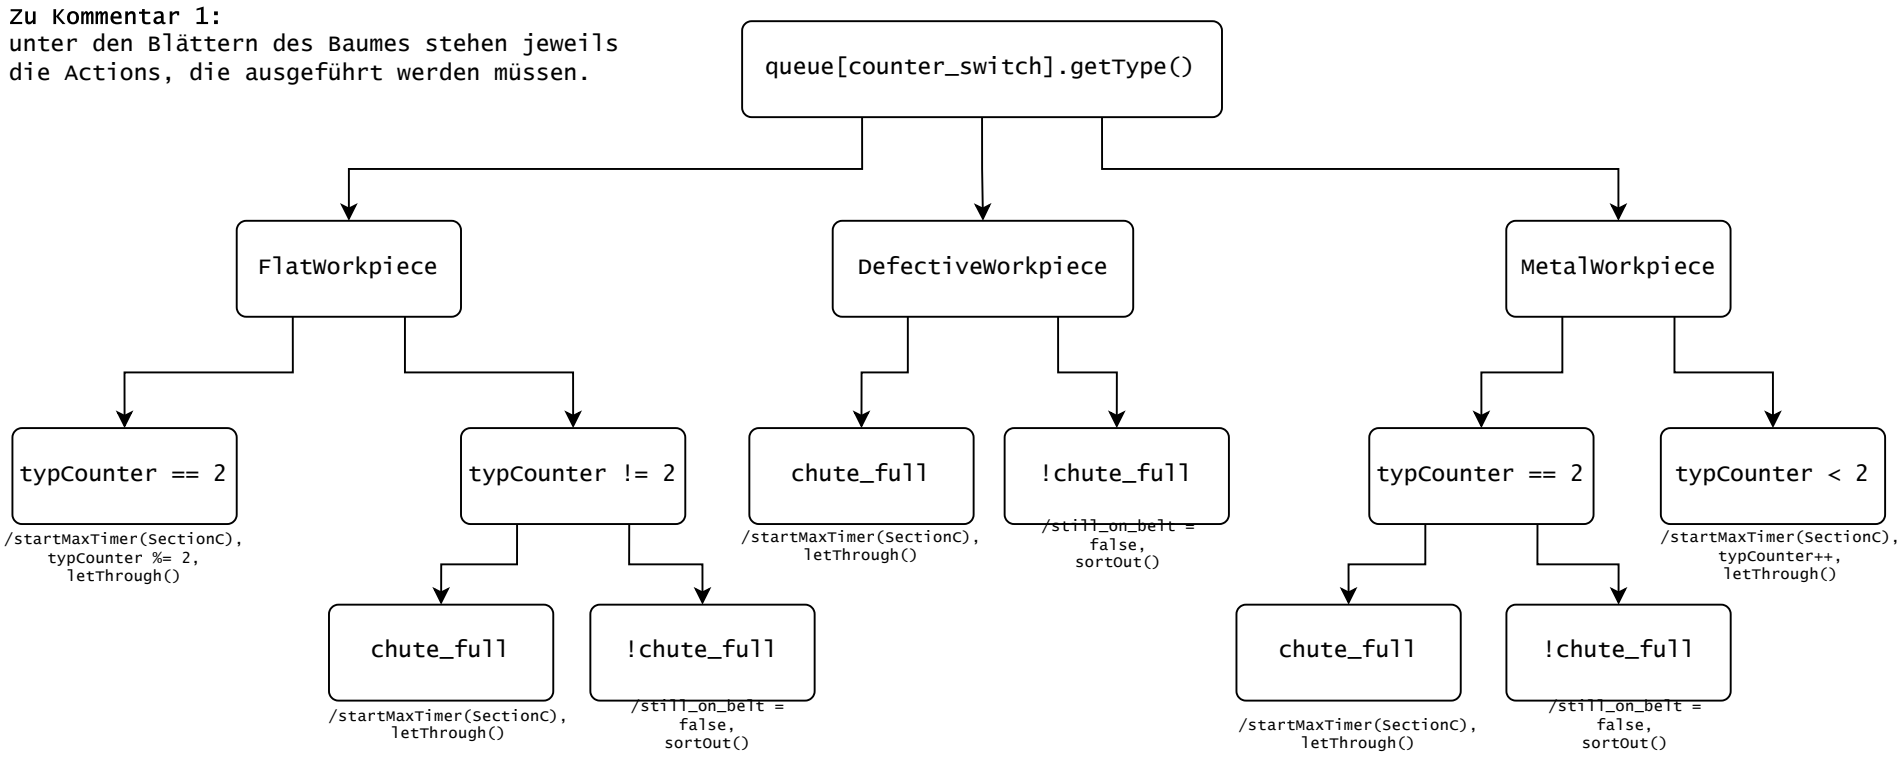 Zu Kommentar 1:
unter den Blättern des Baumes stehen jeweils
die Actions, die ausgeführt werden müssen.
queue[counter_switch].getType()
FlatWorkpiece
DefectiveWorkpiece
MetalWorkpiece
typCounter == 2
typCounter != 2
chute_full
!chute_full
typCounter == 2
typCounter < 2
/startMaxTimer(SectionC),
typCounter %= 2,
letThrough()
/startMaxTimer(SectionC),
letThrough()
/still_on_belt =
false,
sortOut()
/startMaxTimer(SectionC),
typCounter++,
letThrough()
chute_full
!chute_full
chute_full
!chute_full
/startMaxTimer(SectionC),
letThrough()
/still_on_belt =
false,
sortOut()
/startMaxTimer(SectionC),
letThrough()
/still_on_belt =
false,
sortOut()